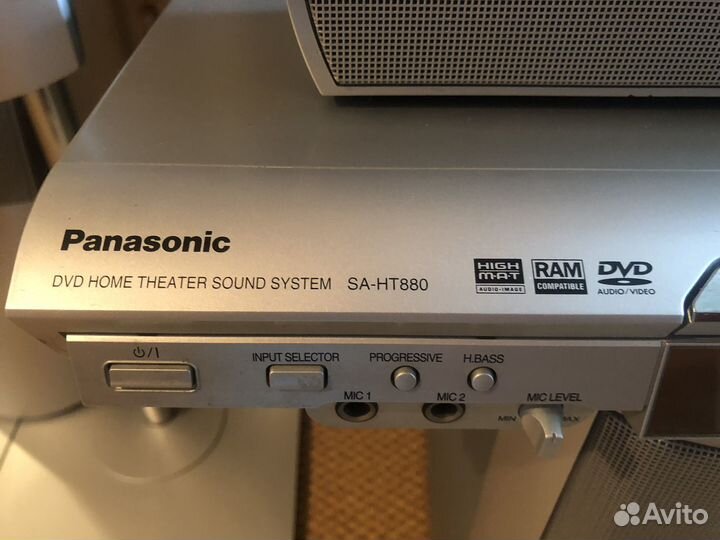 Panasonic
DVD HOME THEATER SOUND SYSTEM SA-HT880
HIGH M·A·T AUDIO·IMAGE
RAM COMPATIBLE
DVD AUDIO/VIDEO
⏻/I
INPUT SELECTOR
PROGRESSIVE
H.BASS
MIC 1
MIC 2
MIC LEVEL
MIN
MAX
Avito